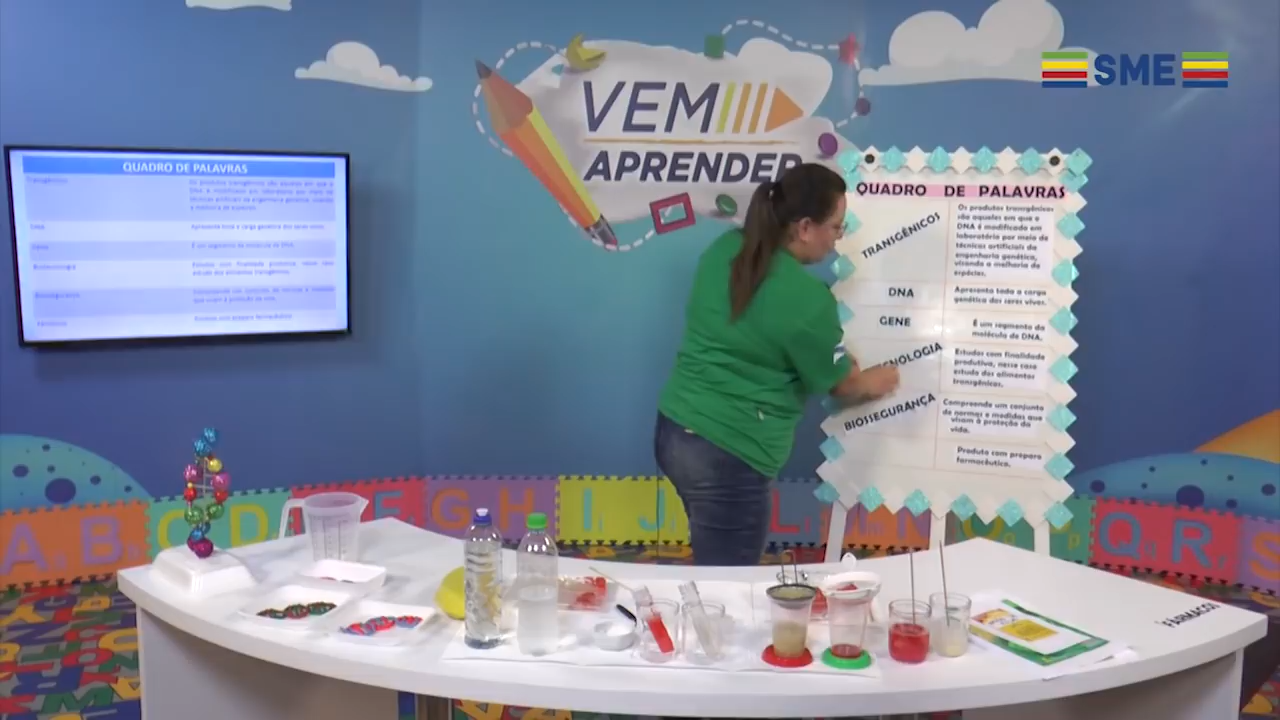 SME
VEM
APRENDER
QUADRO DE PALAVRAS
QUADRO DE PALAVRAS
TRANSGÊNICOS
Os produtos transgênicos
são aqueles em que o
DNA é modificado em
laboratório por meio de
técnicas artificiais da
engenharia genética,
visando a melhoria de
espécies.
DNA
Apresenta toda a carga
genética dos seres vivos.
GENE
É um segmento da
molécula de DNA.
Estudos com finalidade
produtiva, nesse caso
estudo dos alimentos
transgênicos.
BIOSSEGURANÇA
Compreende um conjunto
de normas e medidas que
visam à proteção da
vida.
Produto com preparo
farmacêutico.
FÁRMACOS
A B C D E F G H I J L M N O P Q R S